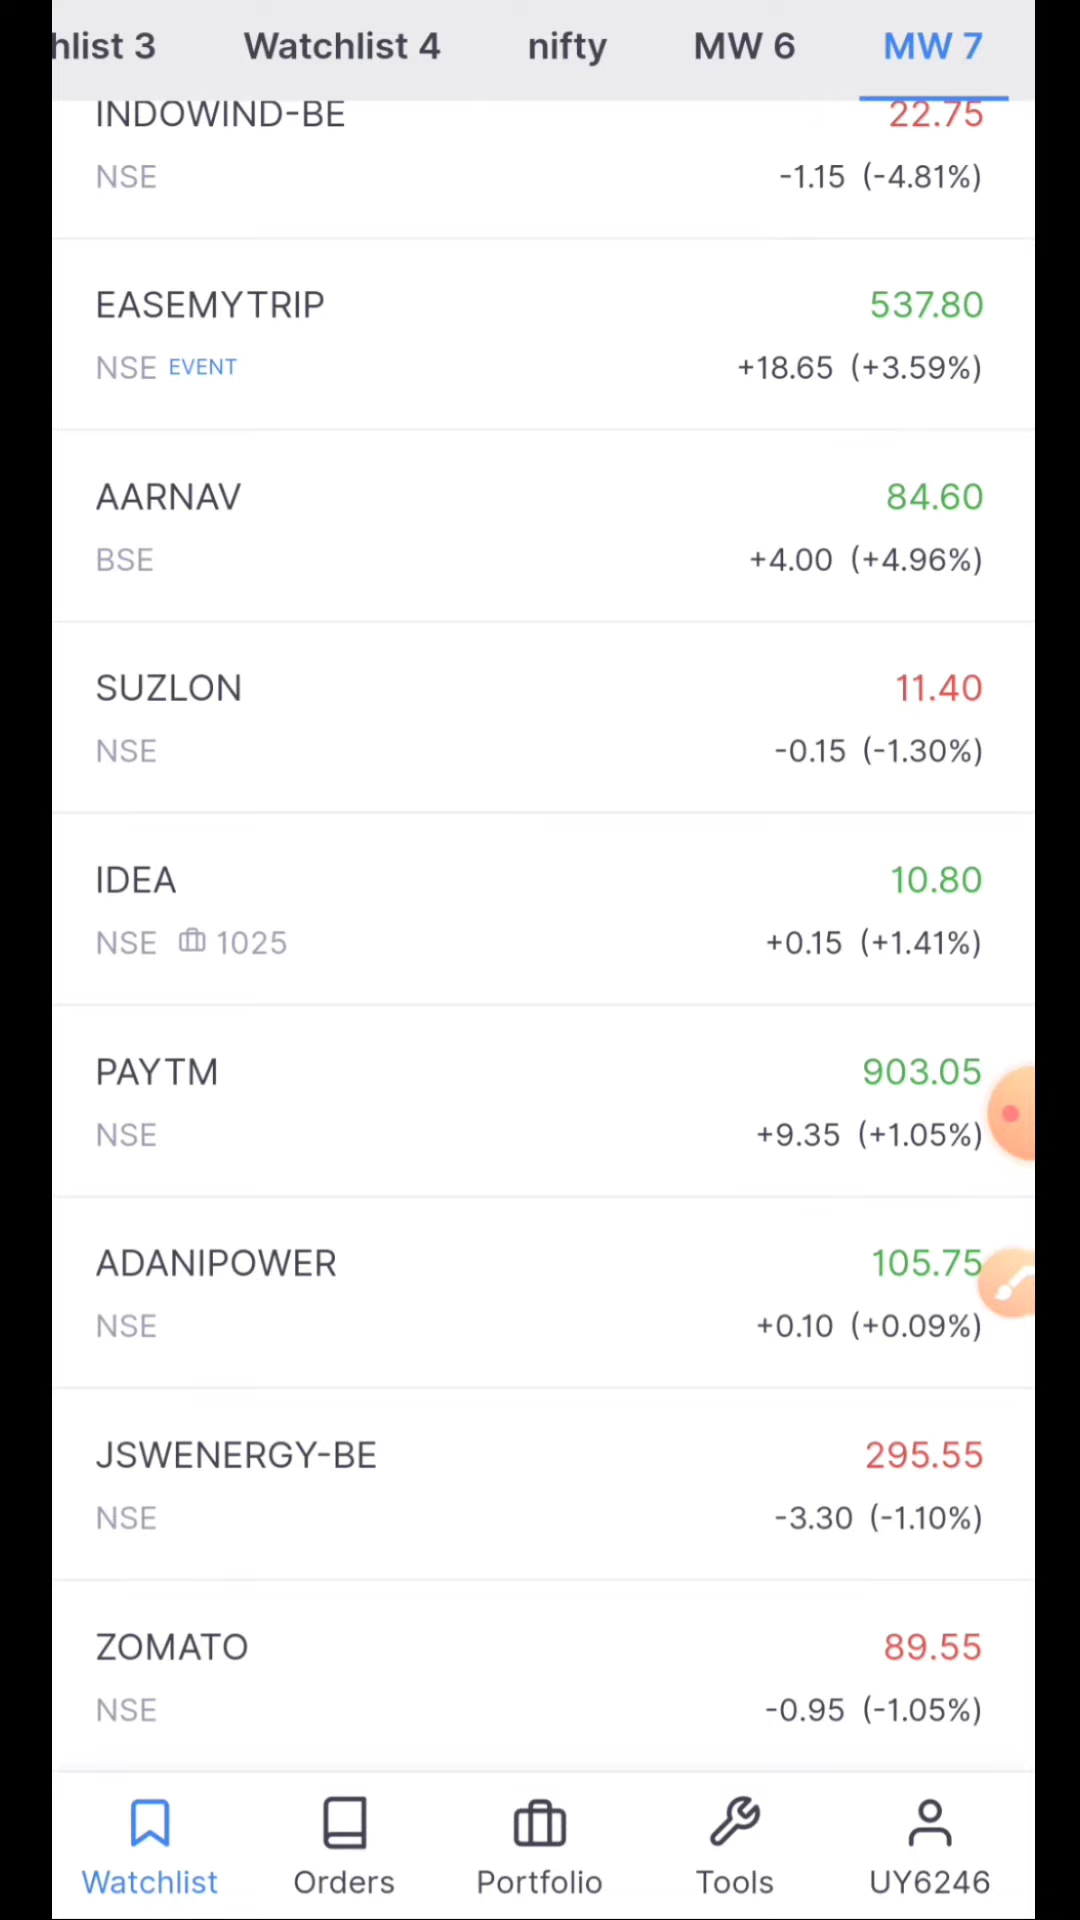 hlist 3 Watchlist 4 nifty MW 6 MW 7
INDOWIND-BE 22.75
NSE -1.15 (-4.81%)
EASEMYTRIP 537.80
NSE EVENT +18.65 (+3.59%)
AARNAV 84.60
BSE +4.00 (+4.96%)
SUZLON 11.40
NSE -0.15 (-1.30%)
IDEA 10.80
NSE 1025 +0.15 (+1.41%)
PAYTM 903.05
NSE +9.35 (+1.05%)
ADANIPOWER 105.75
NSE +0.10 (+0.09%)
JSWENERGY-BE 295.55
NSE -3.30 (-1.10%)
ZOMATO 89.55
NSE -0.95 (-1.05%)
Watchlist Orders Portfolio Tools UY6246